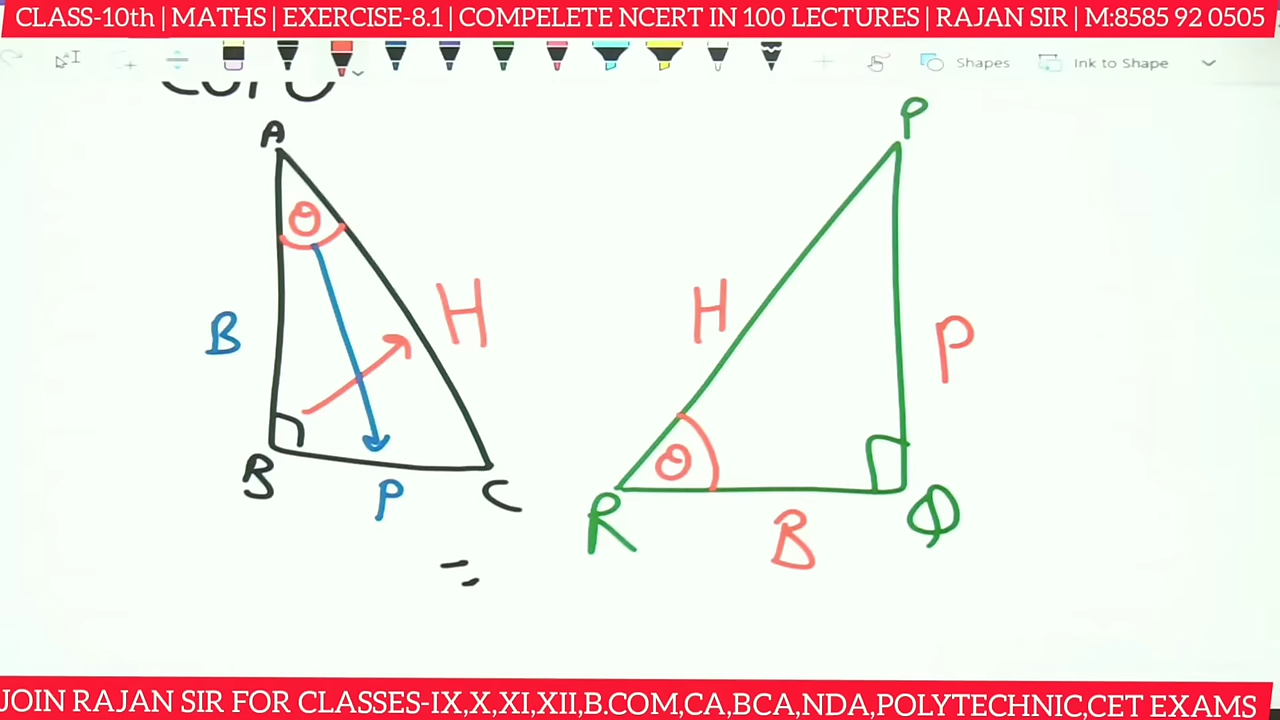 CLASS-10th | MATHS | EXERCISE-8.1 | COMPELETE NCERT IN 100 LECTURES | RAJAN SIR | M:8585 92 0505
Shapes
Ink to Shape
A
P
θ
H
H
B
P
θ
B
P
C
R
B
Q
=
JOIN RAJAN SIR FOR CLASSES-IX,X,XI,XII,B.COM,CA,BCA,NDA,POLYTECHNIC,CET EXAMS